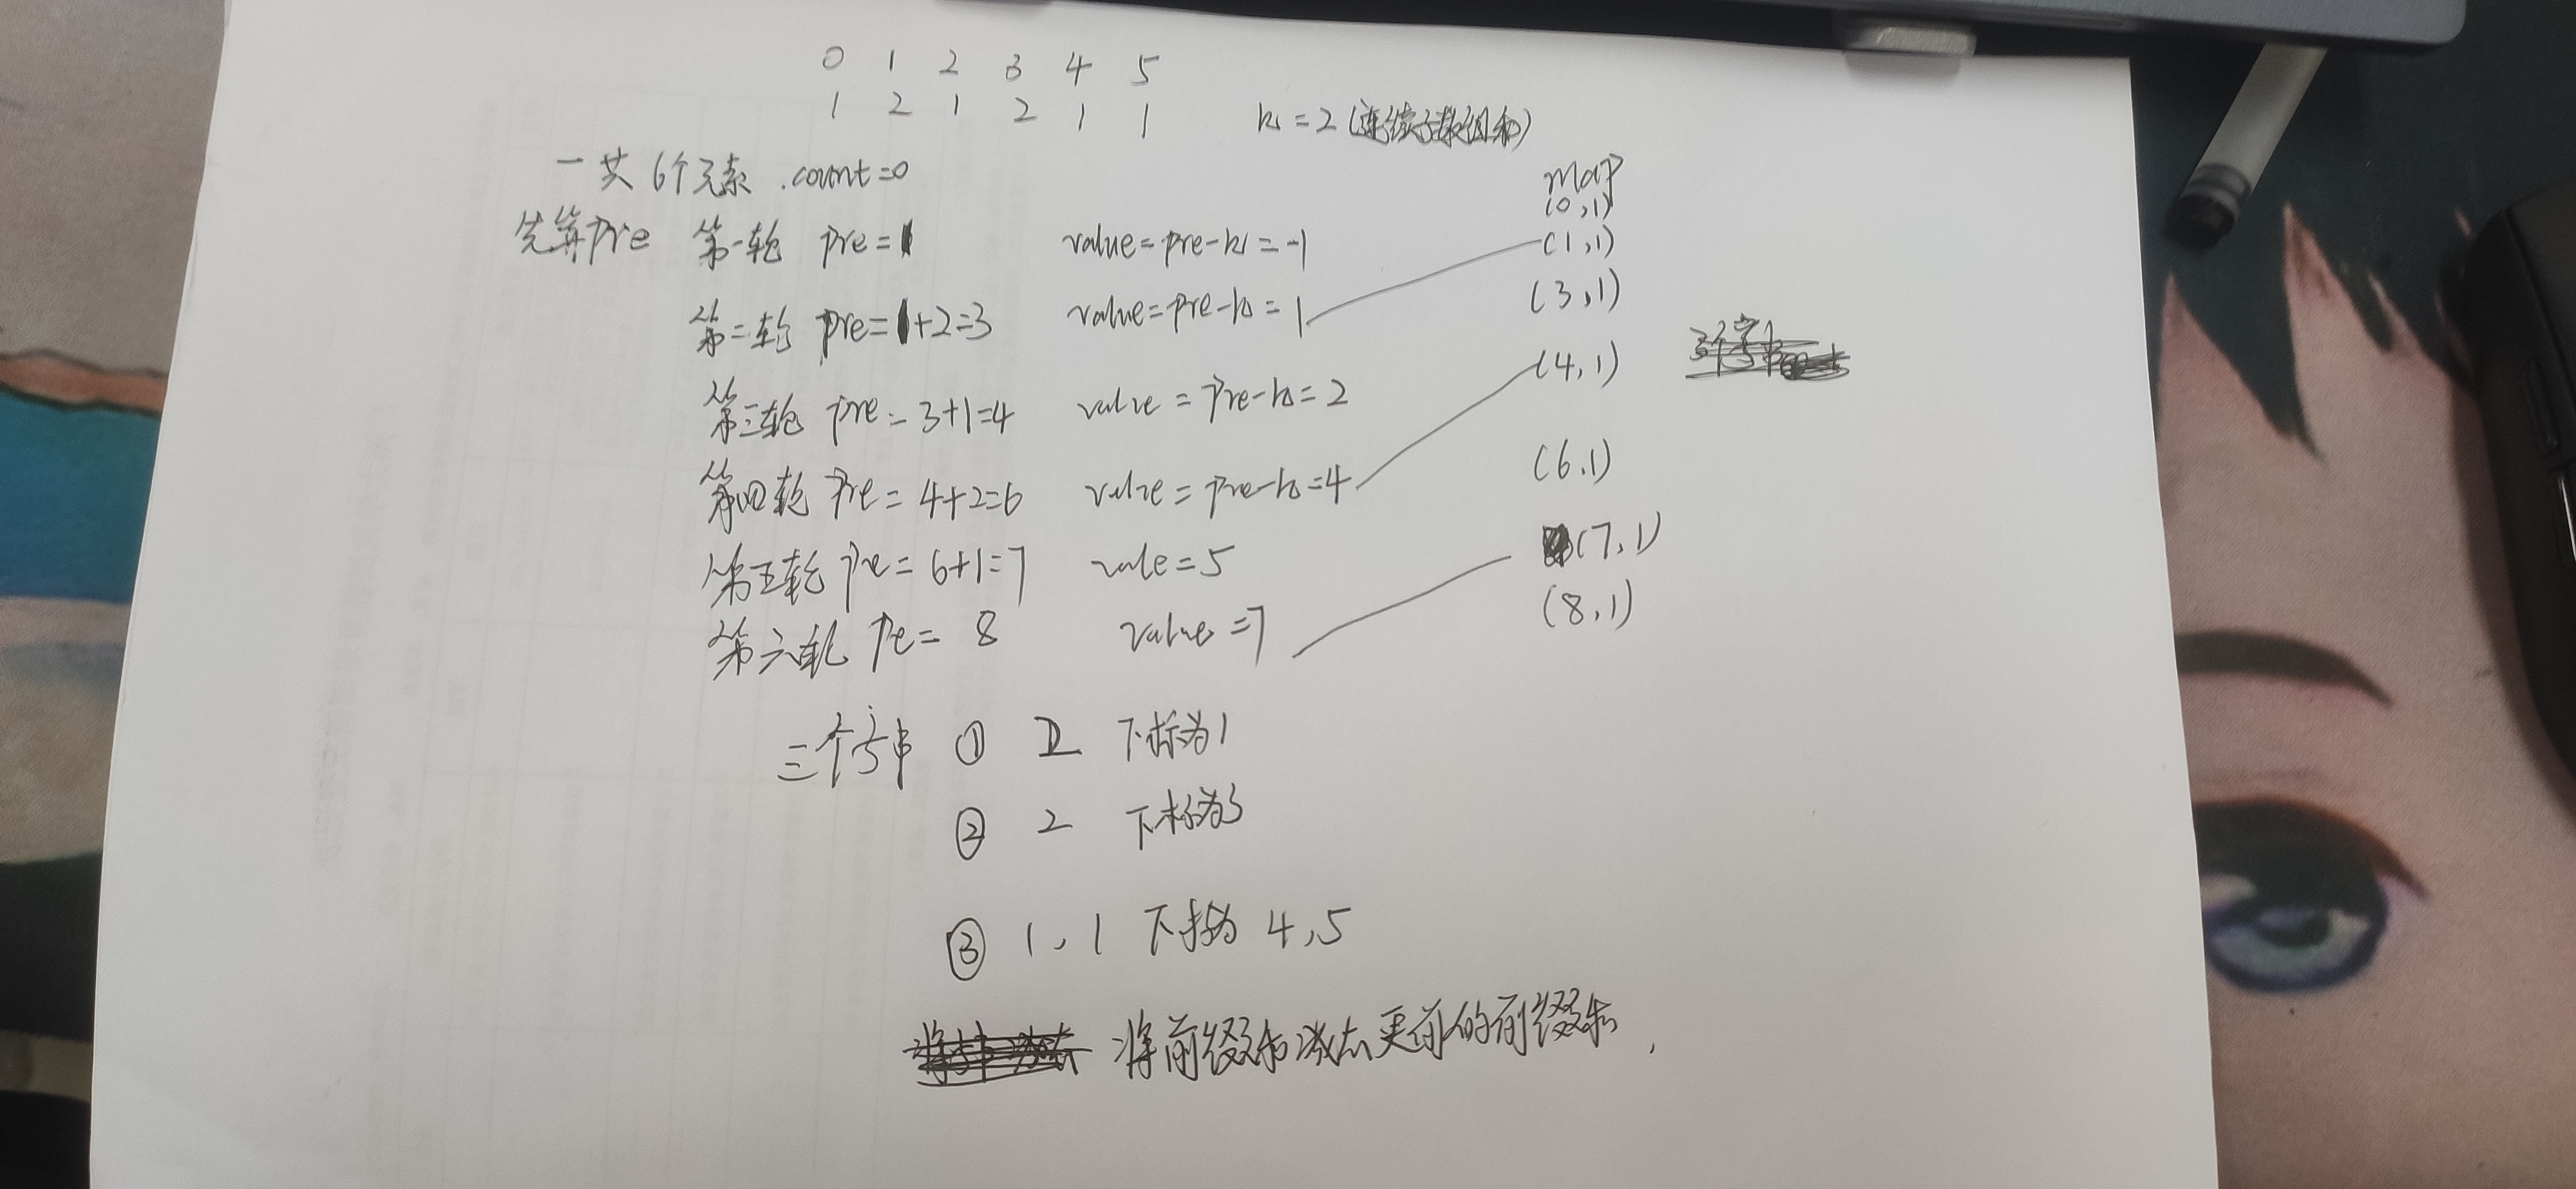 0 1 2 3 4 5
1 2 1 2 1 1 k=2(连续子数组和)
一共6个元素.count=0
map
(0,1)
先算pre 第一轮 pre=1 value=pre-k=-1 (1,1)
第二轮 pre=1+2=3 value=pre-k=1 (3,1)
第三轮 pre=3+1=4 value=pre-k=2 (4,1)
第四轮 pre=4+2=6 value=pre-k=4 (6,1)
第五轮 pre=6+1=7 vale=5 (7,1)
第六轮 pe=8 value=7 (8,1)
三个字串 ① 2 下标为1
② 2 下标为3
③ 1,1 下标为 4,5
将前缀和减去更前的前缀和,